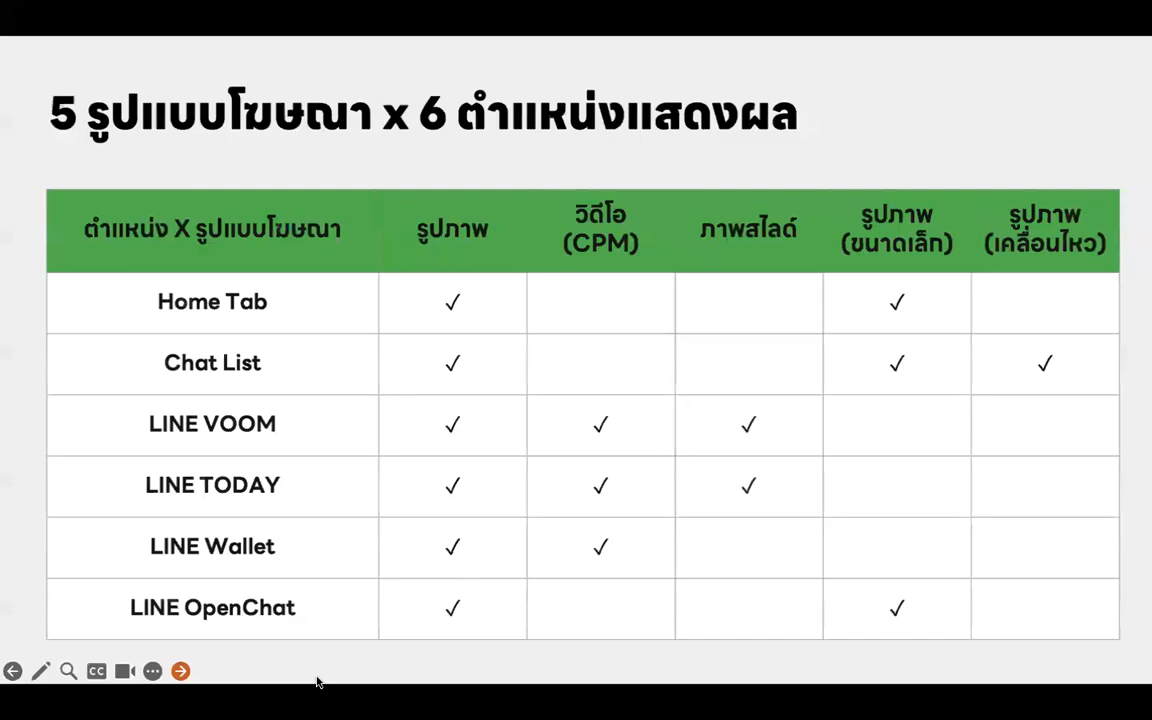 5 รูปแบบโฆษณา x 6 ตำแหน่งแสดงผล
ตำแหน่ง X รูปแบบโฆษณา รูปภาพ วิดีโอ (CPM) ภาพสไลด์ รูปภาพ (ขนาดเล็ก) รูปภาพ (เคลื่อนไหว)
Home Tab ✓ ✓
Chat List ✓ ✓ ✓
LINE VOOM ✓ ✓ ✓
LINE TODAY ✓ ✓ ✓
LINE Wallet ✓ ✓
LINE OpenChat ✓ ✓
CC